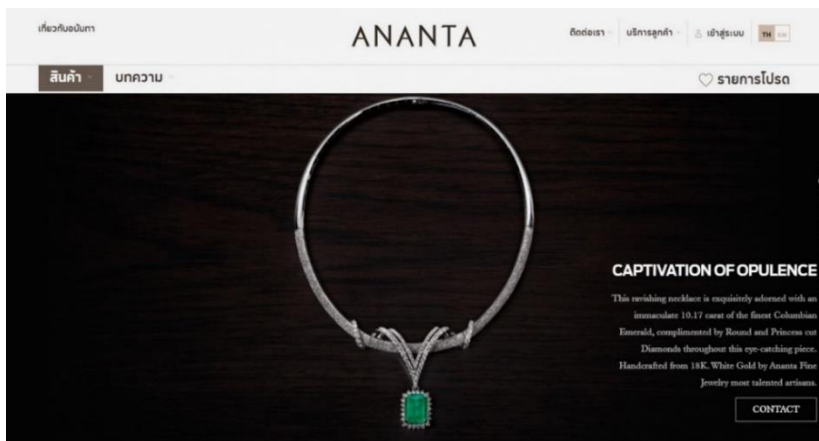 เกี่ยวกับอนันทา
ANANTA
ติดต่อเรา
บริการลูกค้า
เข้าสู่ระบบ
TH EN
สินค้า
บทความ
รายการโปรด
CAPTIVATION OF OPULENCE
This ravishing necklace is exquisitely adorned with an
immaculate 10.17 carat of the finest Columbian
Emerald, complimented by Round and Princess cut
Diamonds throughout this eye-catching piece.
Handcrafted from 18K. White Gold by Ananta Fine
Jewelry most talented artisans.
CONTACT